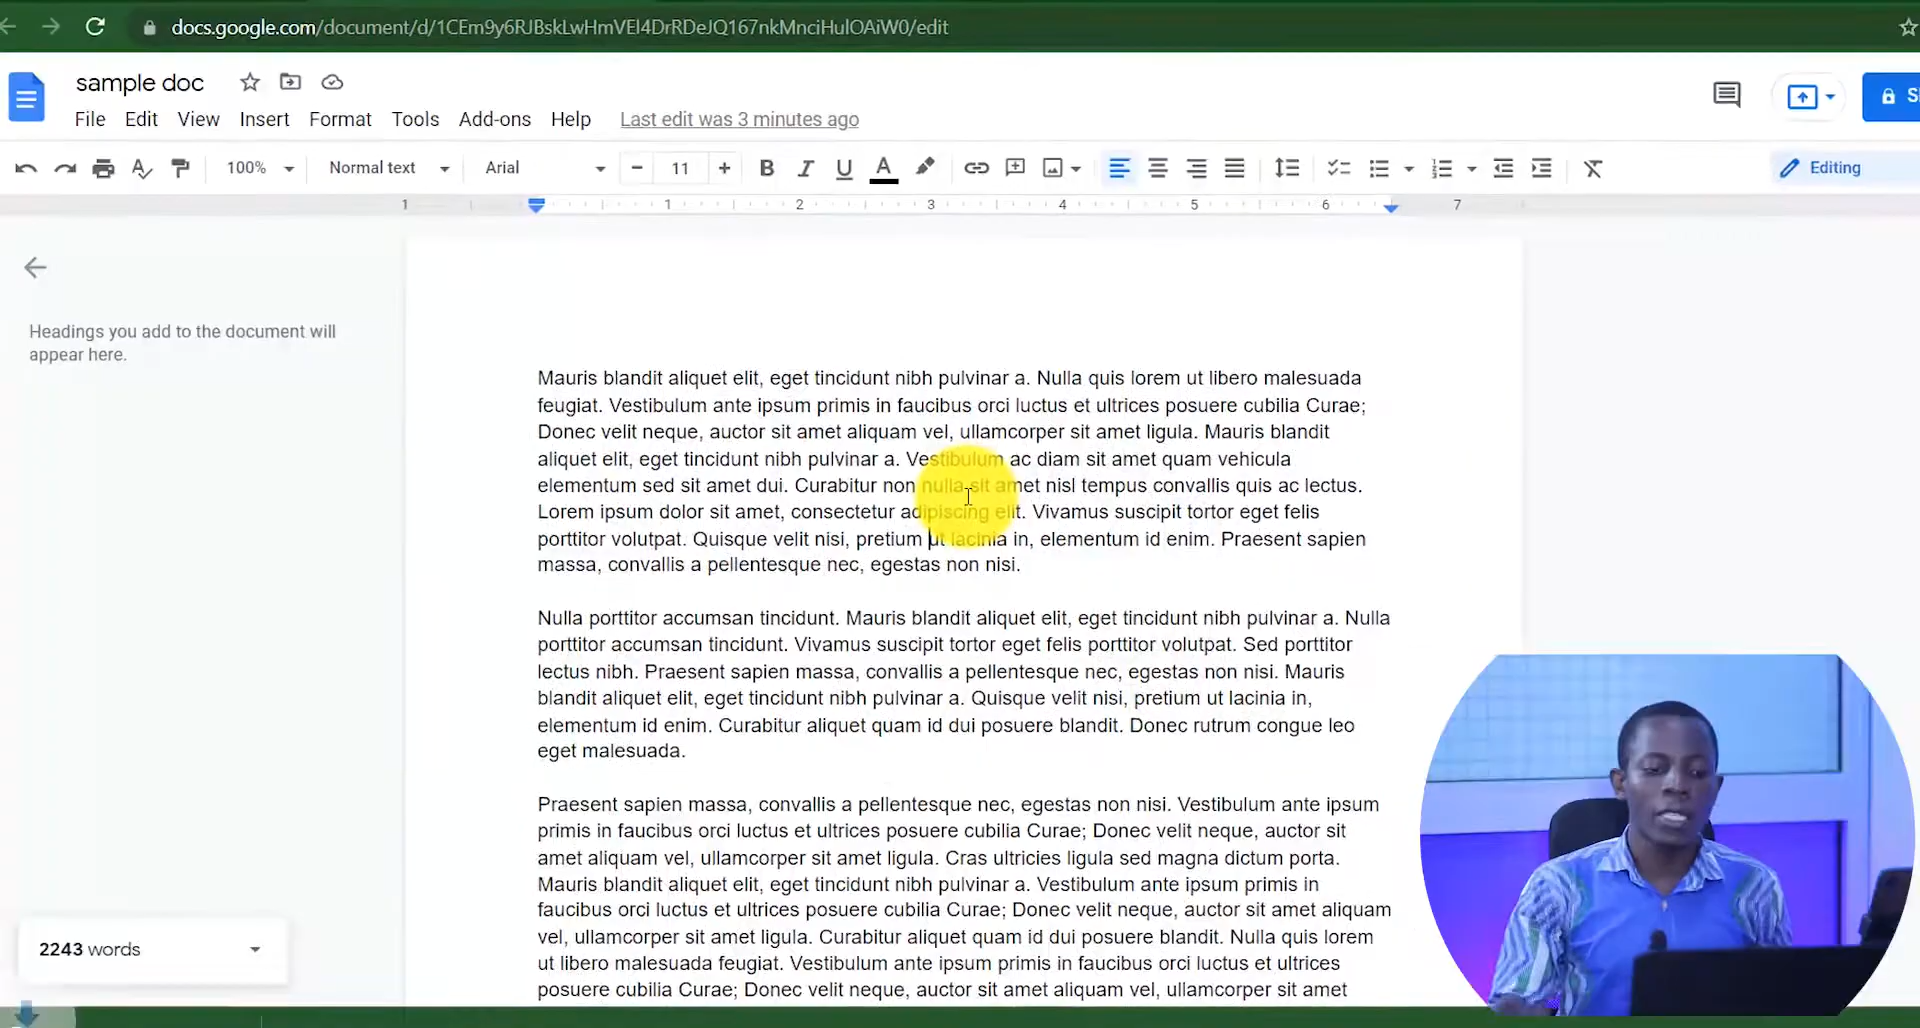 docs.google.com/document/d/1CEm9y6RJBskLwHmVEl4DrRDeJQ167nkMnciHulOAiW0/edit
sample doc
File Edit View Insert Format Tools Add-ons Help Last edit was 3 minutes ago
100% Normal text Arial 11 B I U A Editing
1 1 2 3 4 5 6 7
Headings you add to the document will
appear here.
Mauris blandit aliquet elit, eget tincidunt nibh pulvinar a. Nulla quis lorem ut libero malesuada
feugiat. Vestibulum ante ipsum primis in faucibus orci luctus et ultrices posuere cubilia Curae;
Donec velit neque, auctor sit amet aliquam vel, ullamcorper sit amet ligula. Mauris blandit
aliquet elit, eget tincidunt nibh pulvinar a. Vestibulum ac diam sit amet quam vehicula
elementum sed sit amet dui. Curabitur non nulla sit amet nisl tempus convallis quis ac lectus.
Lorem ipsum dolor sit amet, consectetur adipiscing elit. Vivamus suscipit tortor eget felis
porttitor volutpat. Quisque velit nisi, pretium ut lacinia in, elementum id enim. Praesent sapien
massa, convallis a pellentesque nec, egestas non nisi.
Nulla porttitor accumsan tincidunt. Mauris blandit aliquet elit, eget tincidunt nibh pulvinar a. Nulla
porttitor accumsan tincidunt. Vivamus suscipit tortor eget felis porttitor volutpat. Sed porttitor
lectus nibh. Praesent sapien massa, convallis a pellentesque nec, egestas non nisi. Mauris
blandit aliquet elit, eget tincidunt nibh pulvinar a. Quisque velit nisi, pretium ut lacinia in,
elementum id enim. Curabitur aliquet quam id dui posuere blandit. Donec rutrum congue leo
eget malesuada.
Praesent sapien massa, convallis a pellentesque nec, egestas non nisi. Vestibulum ante ipsum
primis in faucibus orci luctus et ultrices posuere cubilia Curae; Donec velit neque, auctor sit
amet aliquam vel, ullamcorper sit amet ligula. Cras ultricies ligula sed magna dictum porta.
Mauris blandit aliquet elit, eget tincidunt nibh pulvinar a. Vestibulum ante ipsum primis in
faucibus orci luctus et ultrices posuere cubilia Curae; Donec velit neque, auctor sit amet aliquam
vel, ullamcorper sit amet ligula. Curabitur aliquet quam id dui posuere blandit. Nulla quis lorem
ut libero malesuada feugiat. Vestibulum ante ipsum primis in faucibus orci luctus et ultrices
posuere cubilia Curae; Donec velit neque, auctor sit amet aliquam vel, ullamcorper sit amet
2243 words